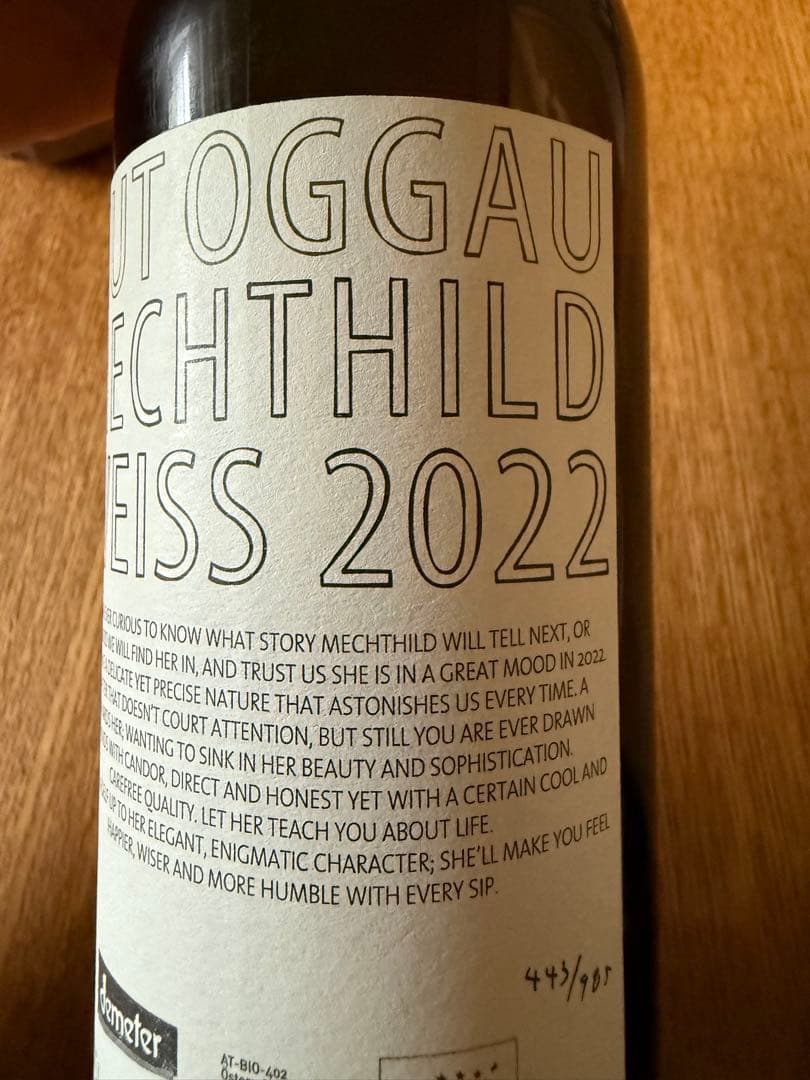 UT OGGAU
ECHTHILD
EISS 2022
CURIOUS TO KNOW WHAT STORY MECHTHILD WILL TELL NEXT, OR
WE WILL FIND HER IN, AND TRUST US SHE IS IN A GREAT MOOD IN 2022
DELICATE YET PRECISE NATURE THAT ASTONISHES US EVERY TIME. A
THAT DOESN'T COURT ATTENTION, BUT STILL YOU ARE EVER DRAWN
HER; WANTING TO SINK IN HER BEAUTY AND SOPHISTICATION.
WITH CANDOR, DIRECT AND HONEST YET WITH A CERTAIN COOL AND
CAREFREE QUALITY. LET HER TEACH YOU ABOUT LIFE.
UP TO HER ELEGANT, ENIGMATIC CHARACTER; SHE'LL MAKE YOU FEEL
HAPPIER, WISER AND MORE HUMBLE WITH EVERY SIP.
443/985
demeter
AT-BIO-402